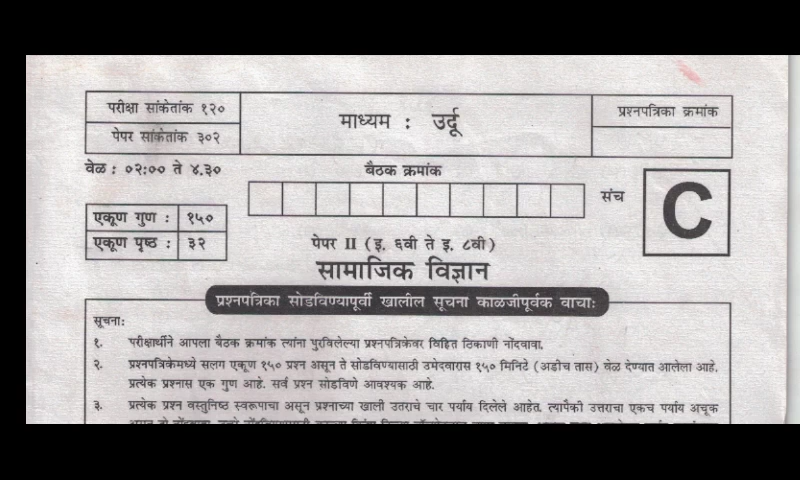 परीक्षा सांकेतांक १२०
पेपर सांकेतांक ३०२
माध्यम : उर्दू
प्रश्नपत्रिका क्रमांक
वेळ : ०२:०० ते ४.३०
बैठक क्रमांक
संच
C
एकूण गुण : १५०
एकूण पृष्ठ : ३२
पेपर II (इ. ६वी ते इ. ८वी)
सामाजिक विज्ञान
प्रश्नपत्रिका सोडविण्यापूर्वी खालील सूचना काळजीपूर्वक वाचाः
सूचनाः
१. परीक्षार्थीने आपला बैठक क्रमांक त्यांना पुरविलेल्या प्रश्नपत्रिकेवर विहित ठिकाणी नोंदवावा.
२. प्रश्नपत्रिकेमध्ये सलग एकूण १५० प्रश्न असून ते सोडविण्यासाठी उमेदवारास १५० मिनिटे (अडीच तास) वेळ देण्यात आलेला आहे.
प्रत्येक प्रश्नास एक गुण आहे. सर्व प्रश्न सोडविणे आवश्यक आहे.
३. प्रत्येक प्रश्न वस्तुनिष्ठ स्वरूपाचा असून प्रश्नाच्या खाली उतराचे चार पर्याय दिलेले आहेत. त्यापैकी उत्तराचा एकच पर्याय अचूक